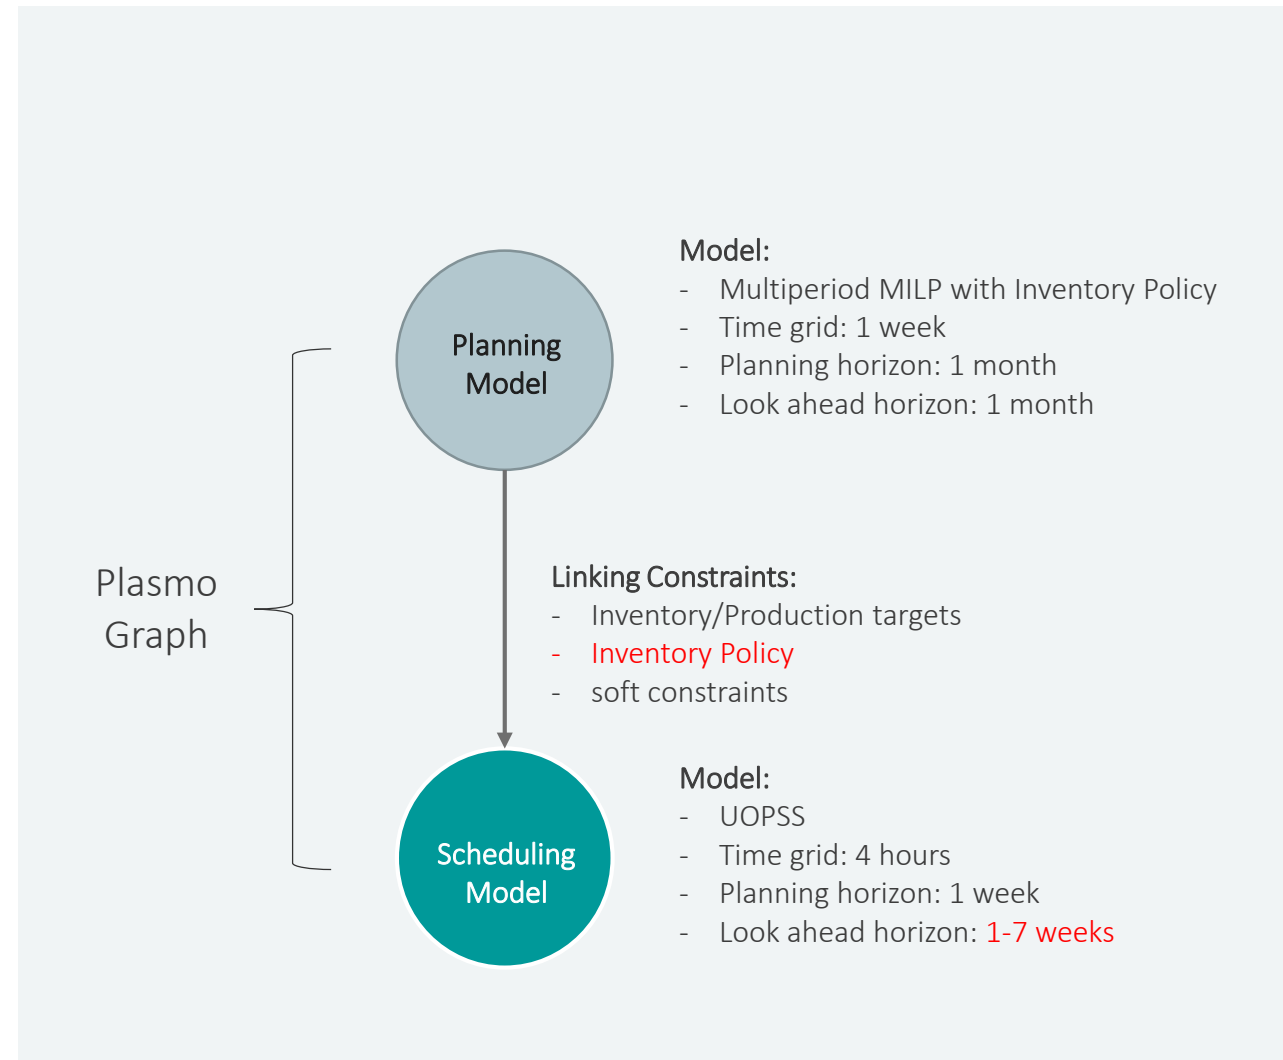 Model:
- Multiperiod MILP with Inventory Policy
- Time grid: 1 week
- Planning horizon: 1 month
- Look ahead horizon: 1 month
Planning
Model
Plasmo
Graph
Linking Constraints:
- Inventory/Production targets
- Inventory Policy
- soft constraints
Model:
- UOPSS
- Time grid: 4 hours
- Planning horizon: 1 week
- Look ahead horizon: 1-7 weeks
Scheduling
Model